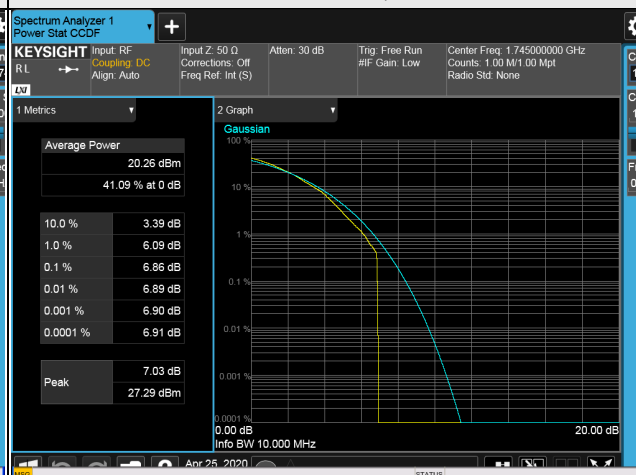 Spectrum Analyzer 1
Power Stat CCDF
KEYSIGHT
R L
LXI
Input: RF
Coupling: DC
Align: Auto
Input Z: 50 Ω
Corrections: Off
Freq Ref: Int (S)
Atten: 30 dB
Trig: Free Run
#IF Gain: Low
Center Freq: 1.745000000 GHz
Counts: 1.00 M/1.00 Mpt
Radio Std: None
1 Metrics
Average Power
20.26 dBm
41.09 % at 0 dB
10.0 % 3.39 dB
1.0 % 6.09 dB
0.1 % 6.86 dB
0.01 % 6.89 dB
0.001 % 6.90 dB
0.0001 % 6.91 dB
Peak
7.03 dB
27.29 dBm
2 Graph
Gaussian
100 %
10 %
1 %
0.1 %
0.01 %
0.001 %
0.0001 %
0.00 dB 20.00 dB
Info BW 10.000 MHz
Apr 25, 2020
MSG
STATUS